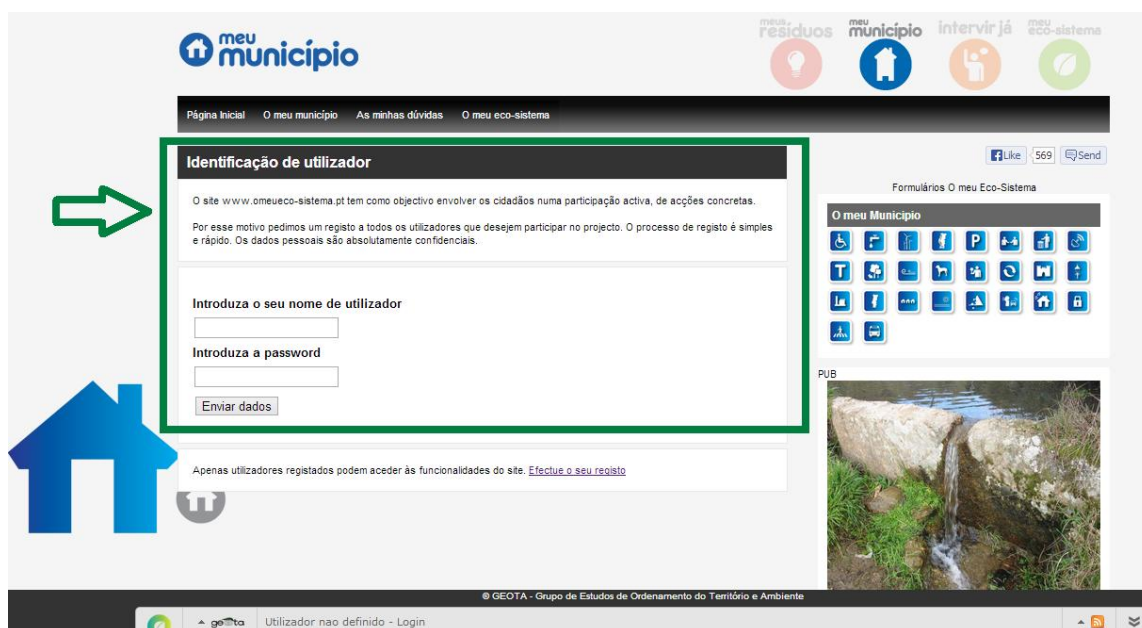 meu
município
meus
resíduos
meu
município
intervir já
meu
eco-sistema
Página Inicial O meu município As minhas dúvidas O meu eco-sistema
Identificação de utilizador
O site www.omeueco-sistema.pt tem como objectivo envolver os cidadãos numa participação activa, de acções concretas.
Por esse motivo pedimos um registo a todos os utilizadores que desejem participar no projecto. O processo de registo é simples
e rápido. Os dados pessoais são absolutamente confidenciais.
Introduza o seu nome de utilizador
Introduza a password
Enviar dados
Apenas utilizadores registados podem aceder às funcionalidades do site. Efectue o seu registo
Like 569 Send
Formulários O meu Eco-Sistema
O meu Municipio
P
T
PUB
© GEOTA - Grupo de Estudos de Ordenamento do Território e Ambiente
geota Utilizador nao definido - Login